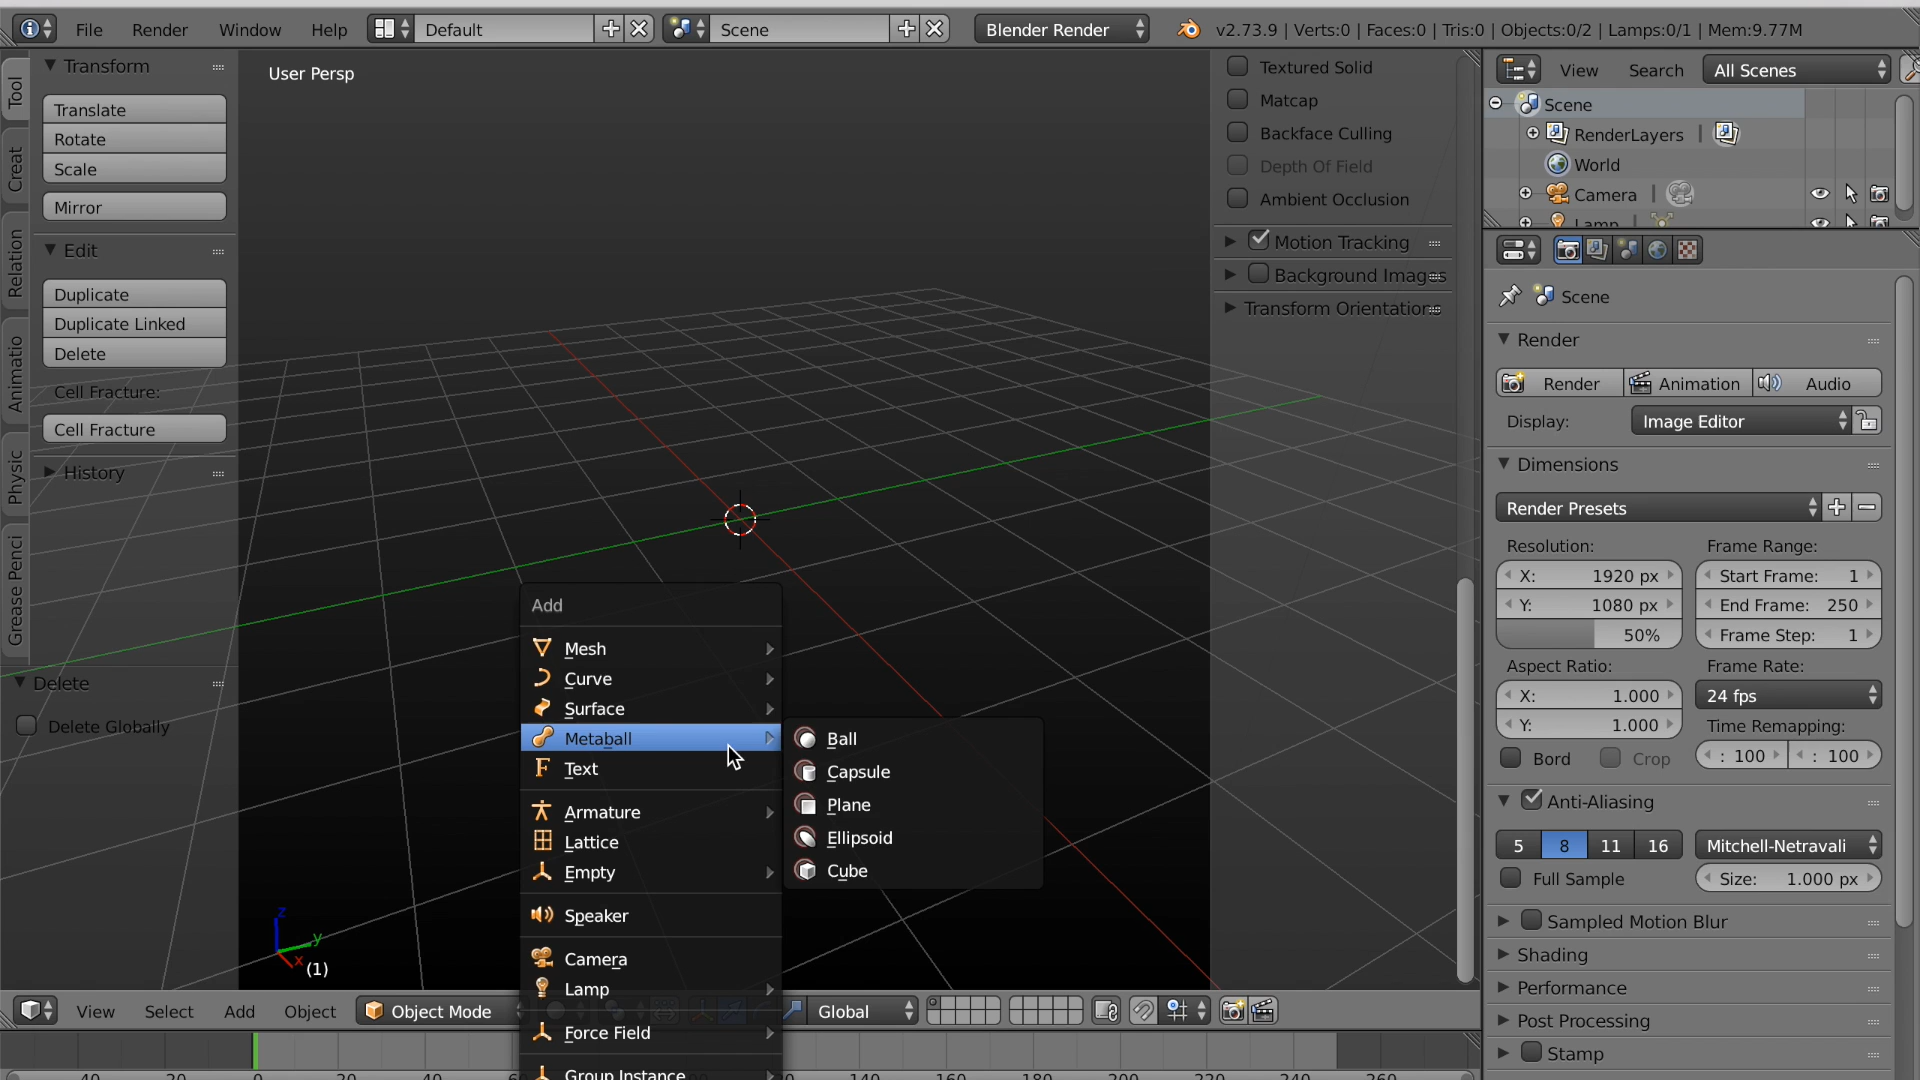 File Render Window Help Default Scene Blender Render v2.73.9 | Verts:0 | Faces:0 | Tris:0 | Objects:0/2 | Lamps:0/1 | Mem:9.77M
Tool
Creat
Relation
Animatio
Physic
Grease Penci
Transform
Translate
Rotate
Scale
Mirror
Edit
Duplicate
Duplicate Linked
Delete
Cell Fracture:
Cell Fracture
History
Delete
Delete Globally
User Persp
z
y
x
(1)
Add
Mesh
Curve
Surface
Metaball
Text
Armature
Lattice
Empty
Speaker
Camera
Lamp
Force Field
Group Instance
Ball
Capsule
Plane
Ellipsoid
Cube
Textured Solid
Matcap
Backface Culling
Depth Of Field
Ambient Occlusion
Motion Tracking
Background Images
Transform Orientations
View Search All Scenes
Scene
RenderLayers |
World
Camera |
Lamp |
Scene
Render
Render Animation Audio
Display: Image Editor
Dimensions
Render Presets
Resolution: Frame Range:
X: 1920 px Start Frame: 1
Y: 1080 px End Frame: 250
50% Frame Step: 1
Aspect Ratio: Frame Rate:
X: 1.000 24 fps
Y: 1.000 Time Remapping:
Bord Crop : 100 : 100
Anti-Aliasing
5 8 11 16 Mitchell-Netravali
Full Sample Size: 1.000 px
Sampled Motion Blur
Shading
Performance
Post Processing
Stamp
View Select Add Object Object Mode Global
40 20 0 20 40 140 160 180 200 220 240 260